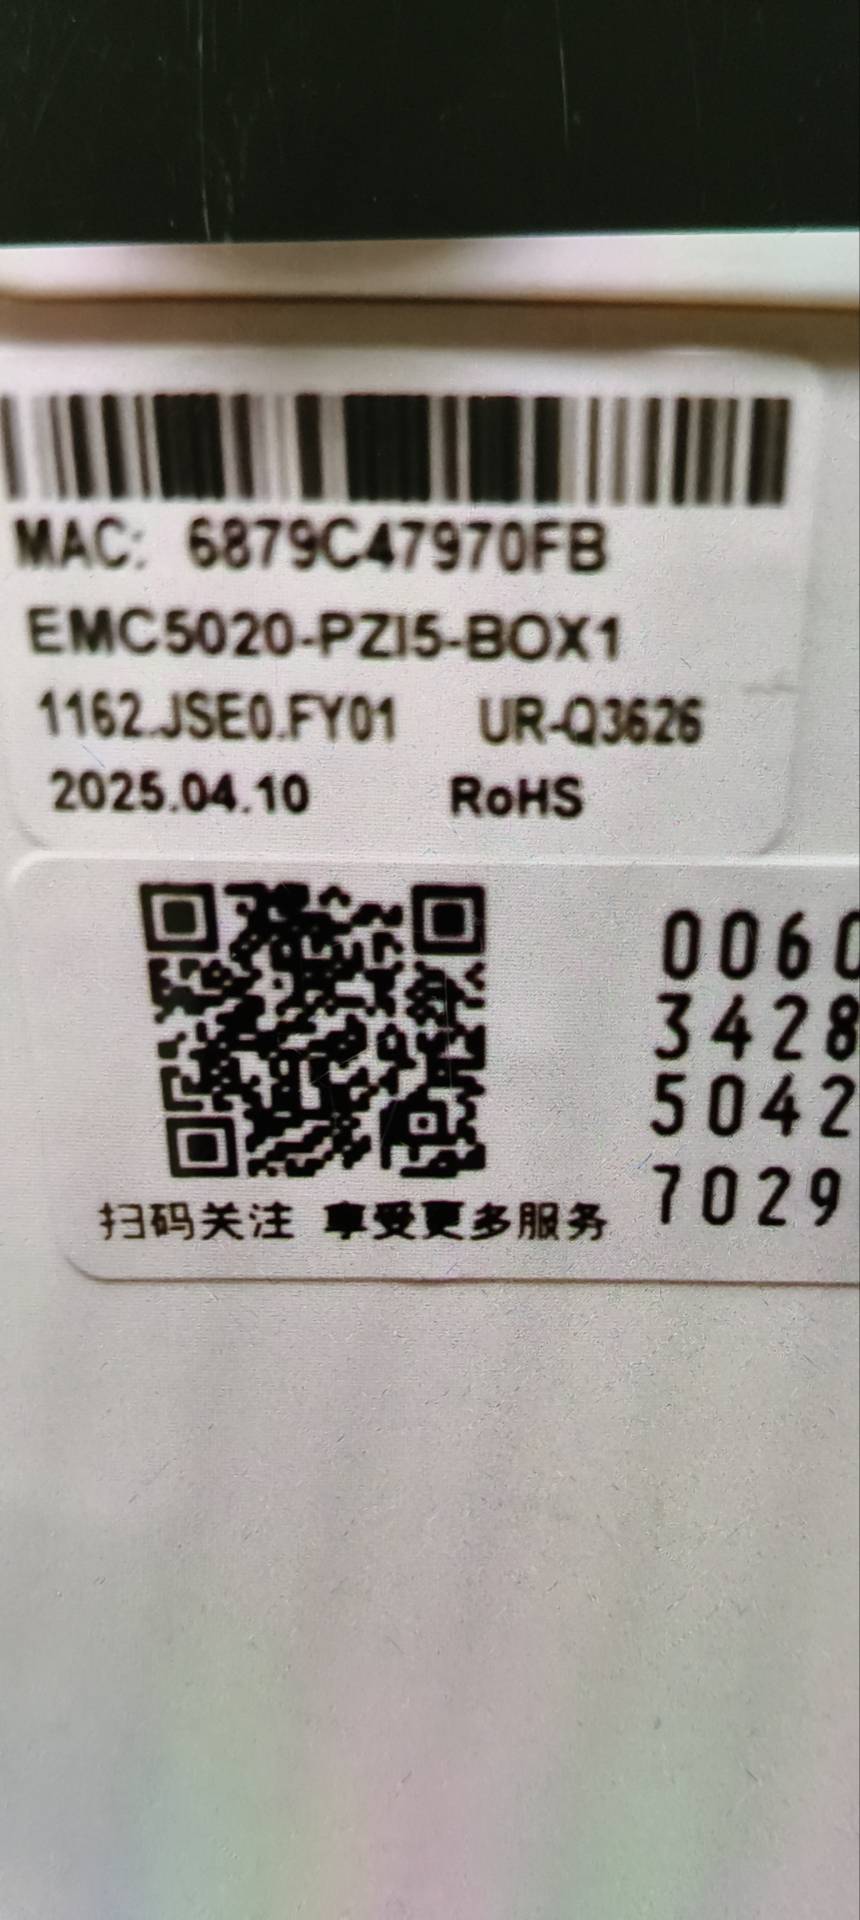 MAC: 6879C47970FB
EMC5020-PZI5-BOX1
1162.JSE0.FY01 UR-Q3626
2025.04.10 RoHS
0060
3428
5042
7029
扫码关注 享受更多服务